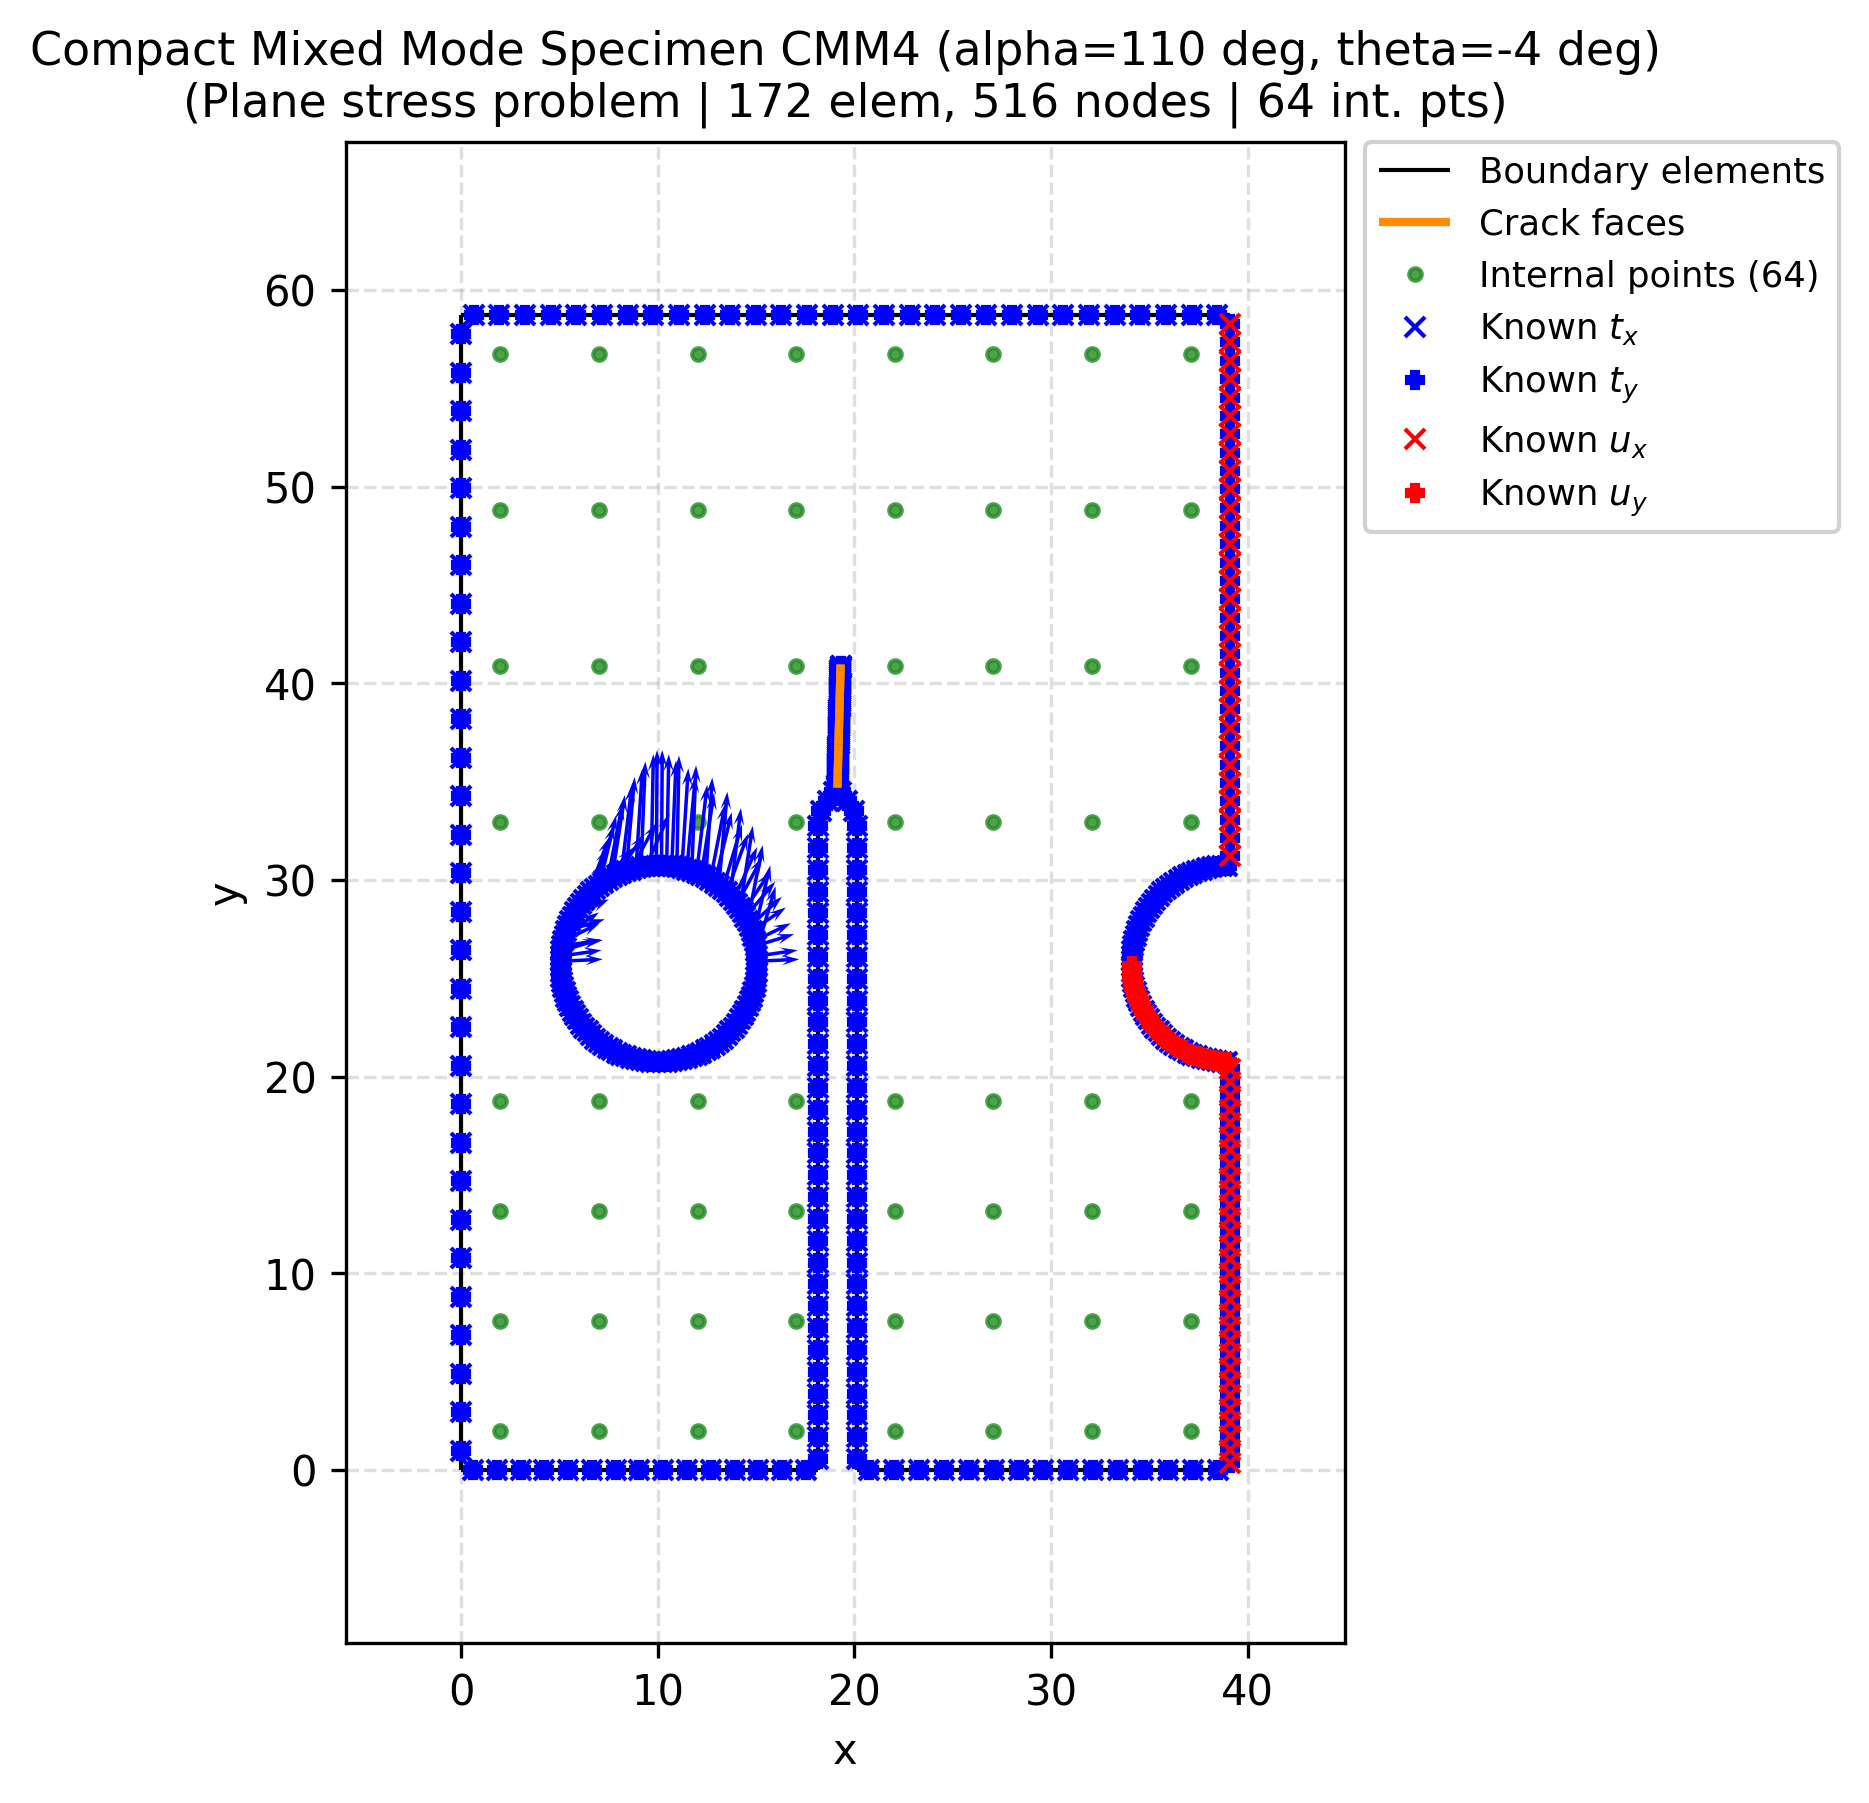 Compact Mixed Mode Specimen CMM4 (alpha=110 deg, theta=-4 deg)
(Plane stress problem | 172 elem, 516 nodes | 64 int. pts)
Boundary elements
Crack faces
Internal points (64)
Known tₓ
Known t_y
Known uₓ
Known u_y
60
50
40
30
20
10
0
y
0 10 20 30 40
x